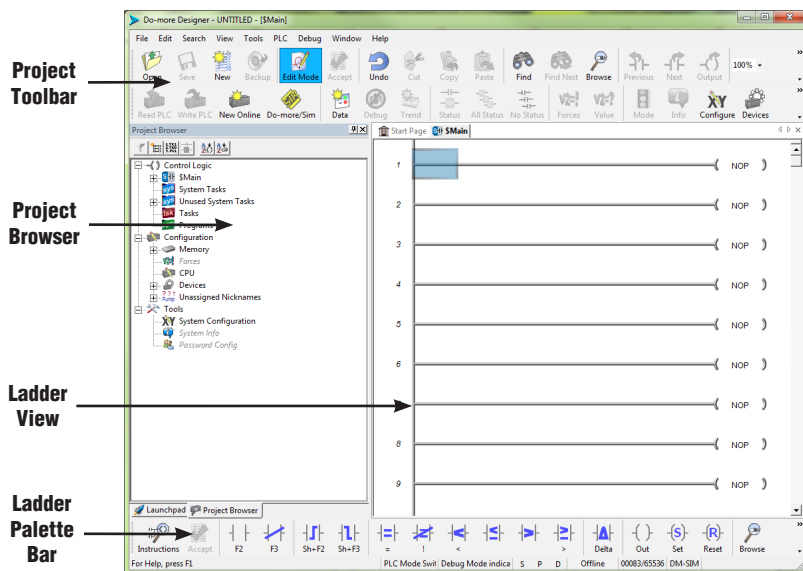 Do-more Designer - UNTITLED - [$Main]
File Edit Search View Tools PLC Debug Window Help
Project Toolbar
Open Save New Backup Edit Mode Accept Undo Cut Copy Paste Find Find Next Browse Previous Next Output 100%
Read PLC Write PLC New Online Do-more/Sim Data Debug Trend Status All Status No Status Forces Value Mode Info Configure Devices
Project Browser
Start Page $Main
Control Logic
$Main
System Tasks
Unused System Tasks
Tasks
Programs
Configuration
Memory
Forces
CPU
Devices
Unassigned Nicknames
Tools
System Configuration
System Info
Password Config
Project Browser
1 NOP
2 NOP
3 NOP
4 NOP
5 NOP
6 NOP
NOP
8 NOP
9 NOP
Ladder View
Launchpad Project Browser
Ladder Palette Bar
Instructions Accept F2 F3 Sh+F2 Sh+F3 = ! < > Delta Out Set Reset Browse
For Help, press F1
PLC Mode Swit Debug Mode indica S P D Offline 00083/65536 DM-SIM